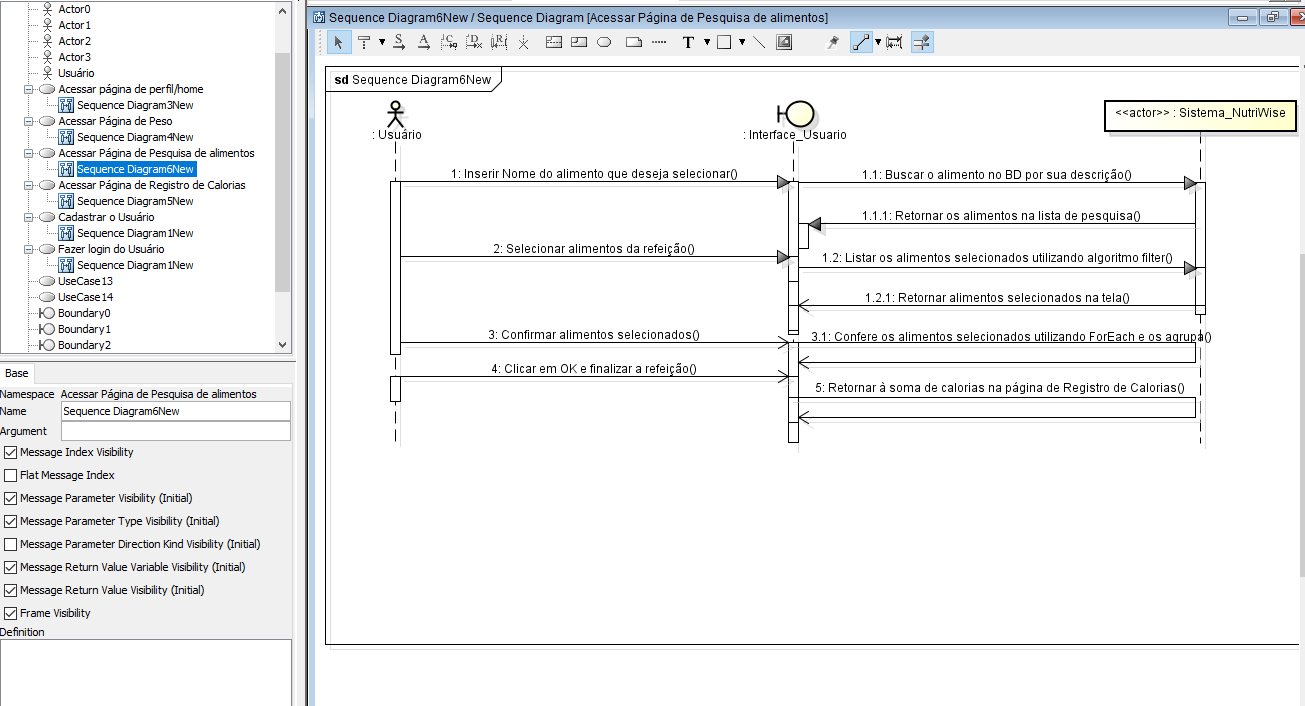 Actor0
Actor1
Actor2
Actor3
Usuário
Acessar página de perfil/home
Sequence Diagram3New
Acessar Página de Peso
Sequence Diagram4New
Acessar Página de Pesquisa de alimentos
Sequence Diagram6New
Acessar Página de Registro de Calorias
Sequence Diagram5New
Cadastrar o Usuário
Sequence Diagram1New
Fazer login do Usuário
Sequence Diagram1New
UseCase13
UseCase14
Boundary0
Boundary1
Boundary2
Base
Namespace Acessar Página de Pesquisa de alimentos
Name Sequence Diagram6New
Argument
Message Index Visibility
Flat Message Index
Message Parameter Visibility (Initial)
Message Parameter Type Visibility (Initial)
Message Parameter Direction Kind Visibility (Initial)
Message Return Value Variable Visibility (Initial)
Message Return Value Visibility (Initial)
Frame Visibility
Definition
Sequence Diagram6New / Sequence Diagram [Acessar Página de Pesquisa de alimentos]
sd Sequence Diagram6New
: Usuário
: Interface_Usuario
<<actor>> : Sistema_NutriWise
1: Inserir Nome do alimento que deseja selecionar()
1.1: Buscar o alimento no BD por sua descrição()
1.1.1: Retornar os alimentos na lista de pesquisa()
2: Selecionar alimentos da refeição()
1.2: Listar os alimentos selecionados utilizando algoritmo filter()
1.2.1: Retornar alimentos selecionados na tela()
3: Confirmar alimentos selecionados()
3.1: Confere os alimentos selecionados utilizando ForEach e os agrupa()
4: Clicar em OK e finalizar a refeição()
5: Retornar à soma de calorias na página de Registro de Calorias()